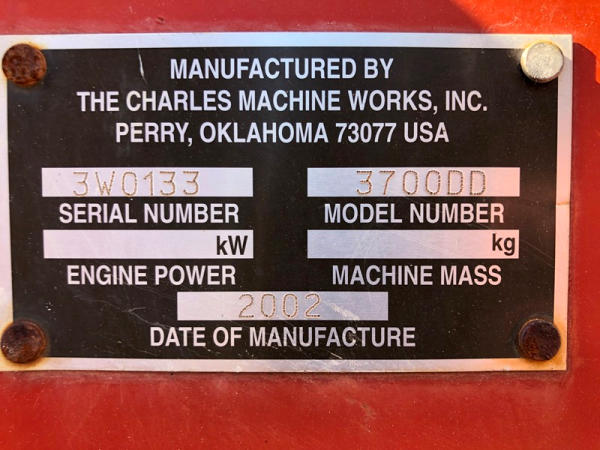 MANUFACTURED BY
THE CHARLES MACHINE WORKS, INC.
PERRY, OKLAHOMA 73077 USA
3W0133 3700DD
SERIAL NUMBER MODEL NUMBER
kW kg
ENGINE POWER MACHINE MASS
2002
DATE OF MANUFACTURE